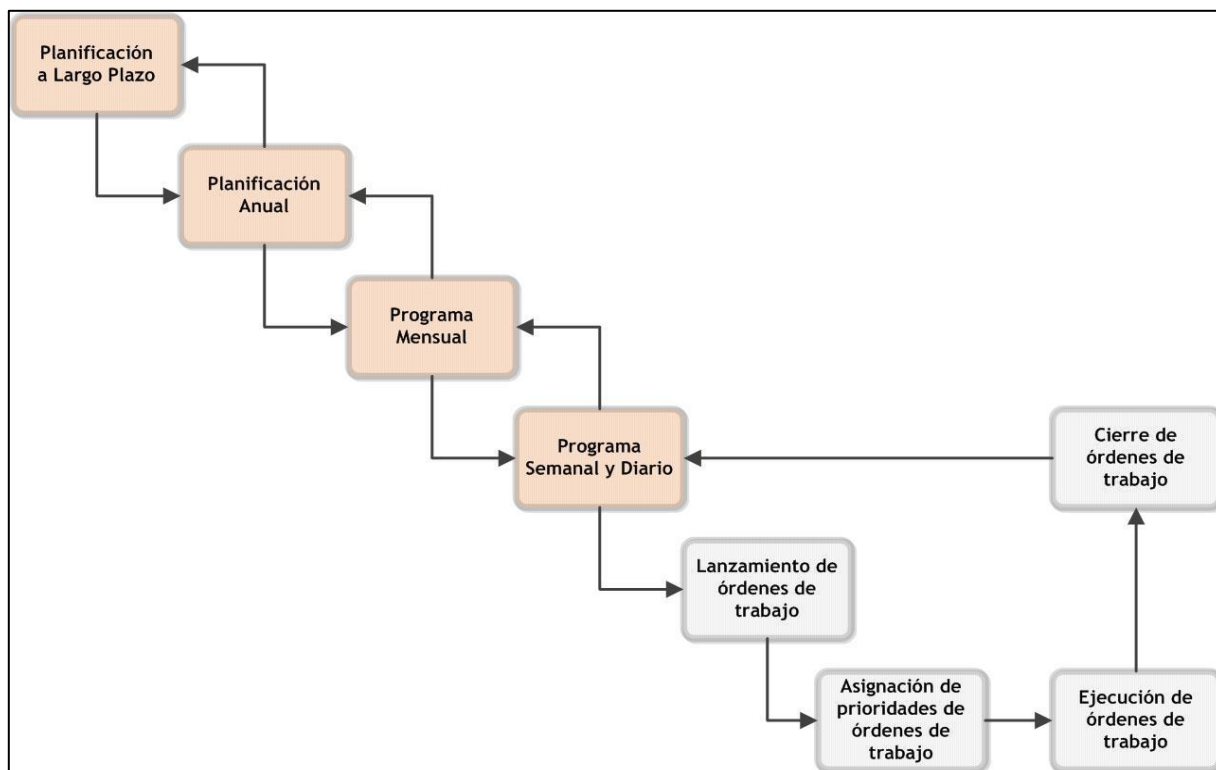 Planificación
a Largo Plazo
Planificación
Anual
Programa
Mensual
Programa
Semanal y Diario
Cierre de
órdenes de
trabajo
Lanzamiento de
órdenes de
trabajo
Asignación de
prioridades de
órdenes de
trabajo
Ejecución de
órdenes de
trabajo